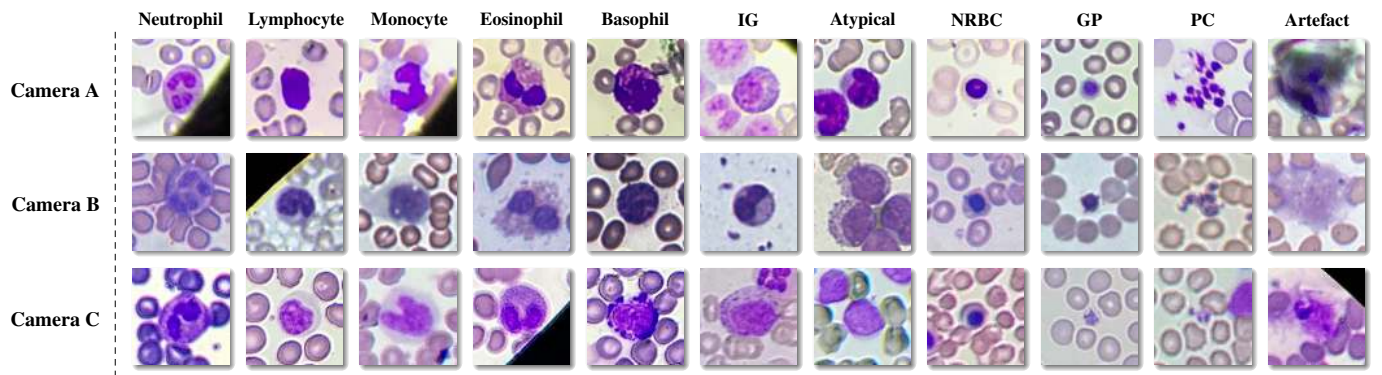 Neutrophil Lymphocyte Monocyte Eosinophil Basophil IG Atypical NRBC GP PC Artefact
Camera A
Camera B
Camera C